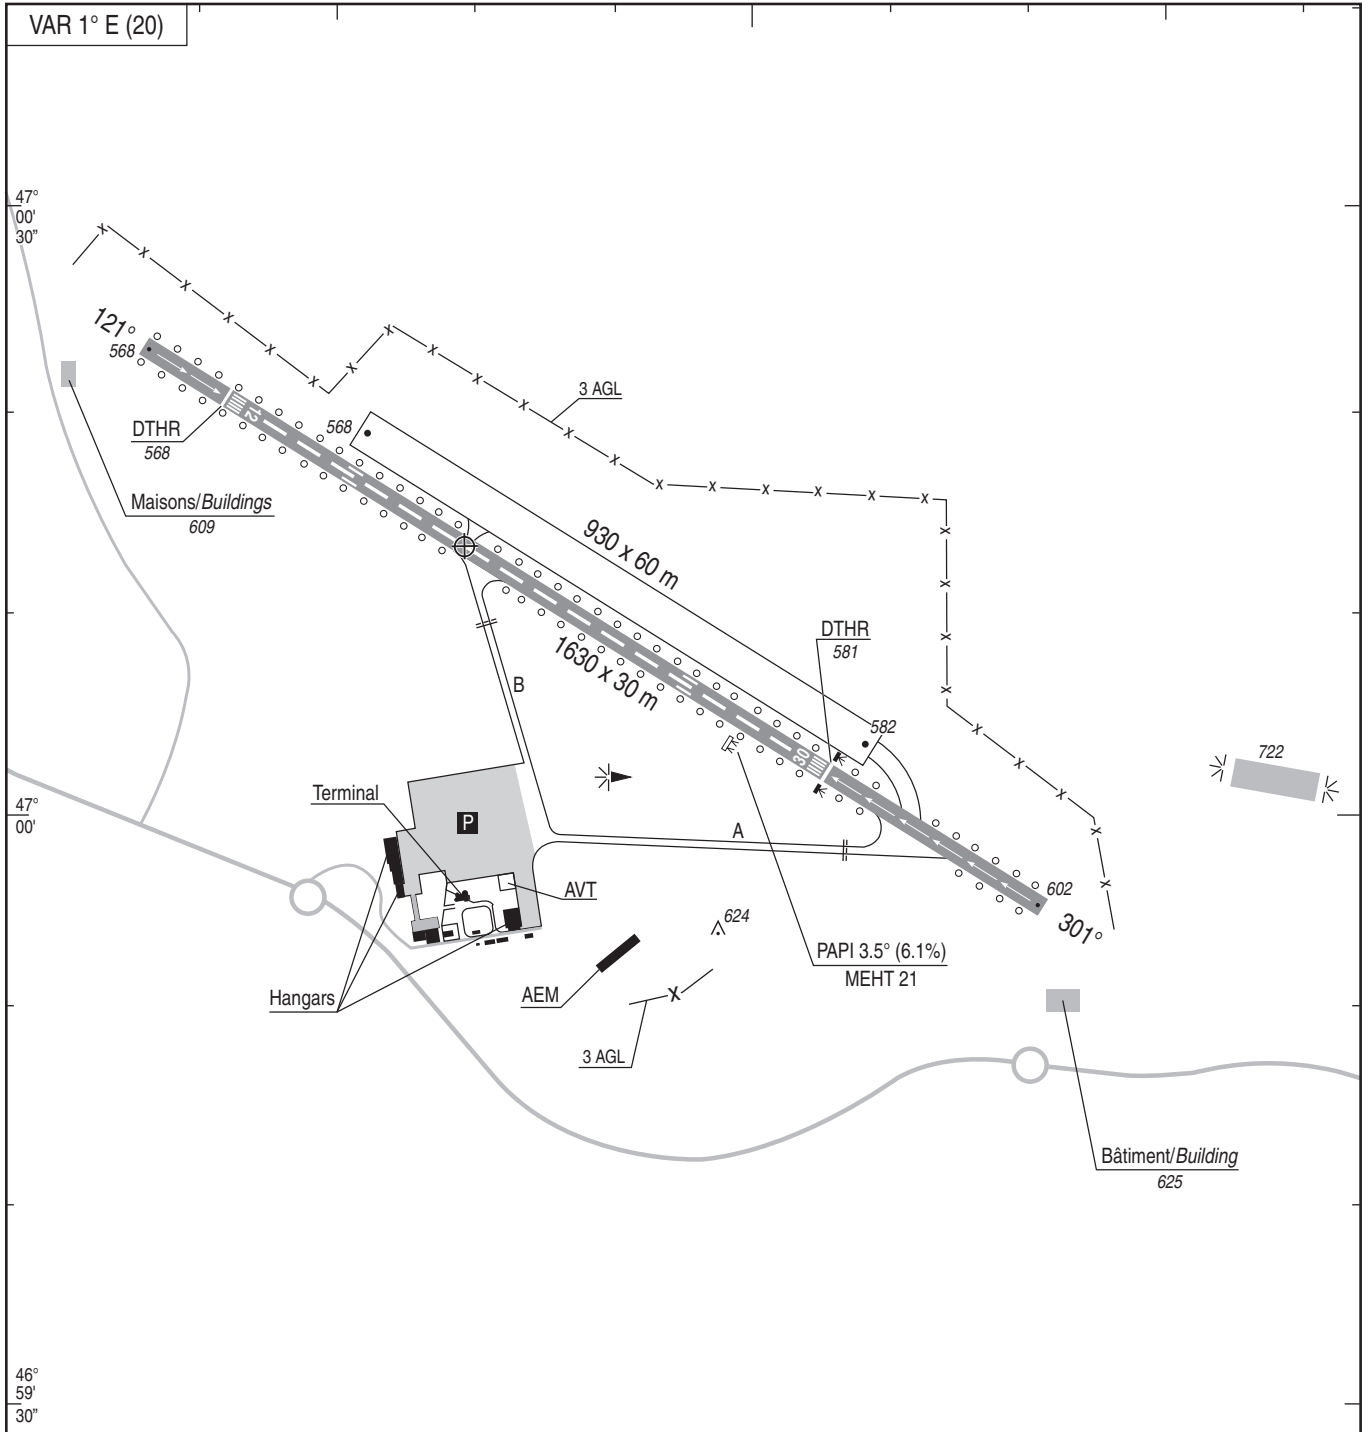 VAR 1° E (20)
47°
00'
30"
121°
568
12
DTHR
568
Maisons/Buildings
609
3 AGL
568
930 x 60 m
1630 x 30 m
DTHR
581
B
582
30
722
Terminal
P
47°
00'
A
AVT
602
301°
624
PAPI 3.5° (6.1%)
MEHT 21
Hangars
AEM
3 AGL
Bâtiment/Building
625
46°
59'
30"